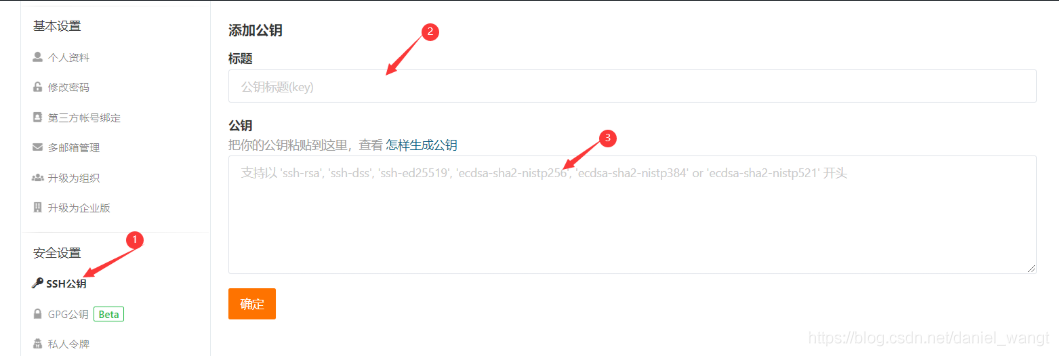 基本设置
个人资料
修改密码
第三方帐号绑定
多邮箱管理
升级为组织
升级为企业版
安全设置
1
SSH公钥
GPG公钥 Beta
私人令牌
添加公钥
2
标题
公钥标题(key)
公钥
3
把你的公钥粘贴到这里，查看 怎样生成公钥
支持以 'ssh-rsa', 'ssh-dss', 'ssh-ed25519', 'ecdsa-sha2-nistp256', 'ecdsa-sha2-nistp384' or 'ecdsa-sha2-nistp521' 开头
确定
https://blog.csdn.net/daniel_wangt